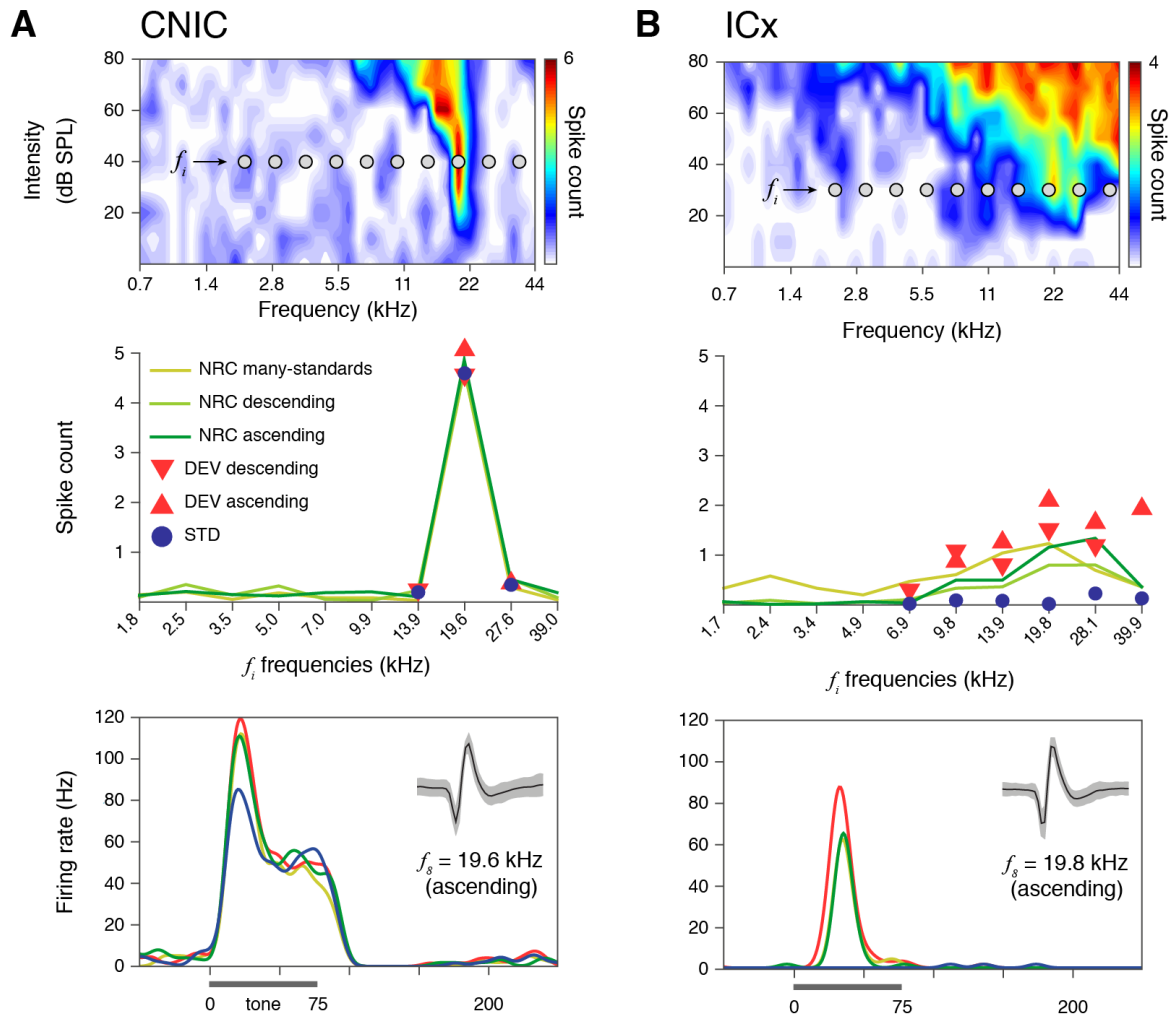 A
CNIC
80
60
40
20
Intensity
(dB SPL)
fi
6
Spike count
0.7 1.4 2.8 5.5 11 22 44
Frequency (kHz)
5
4
3
2
1
Spike count
NRC many-standards
NRC descending
NRC ascending
DEV descending
DEV ascending
STD
1.8 2.5 3.5 5.0 7.0 9.9 13.9 19.6 27.6 39.0
fi frequencies (kHz)
120
100
80
60
40
20
0
Firing rate (Hz)
f8 = 19.6 kHz
(ascending)
0 tone 75 200
B
ICx
80
60
40
20
fi
4
Spike count
0.7 1.4 2.8 5.5 11 22 44
Frequency (kHz)
5
4
3
2
1
1.7 2.4 3.4 4.9 6.9 9.8 13.9 19.8 28.1 39.9
fi frequencies (kHz)
120
100
80
60
40
20
0
f8 = 19.8 kHz
(ascending)
0 75 200